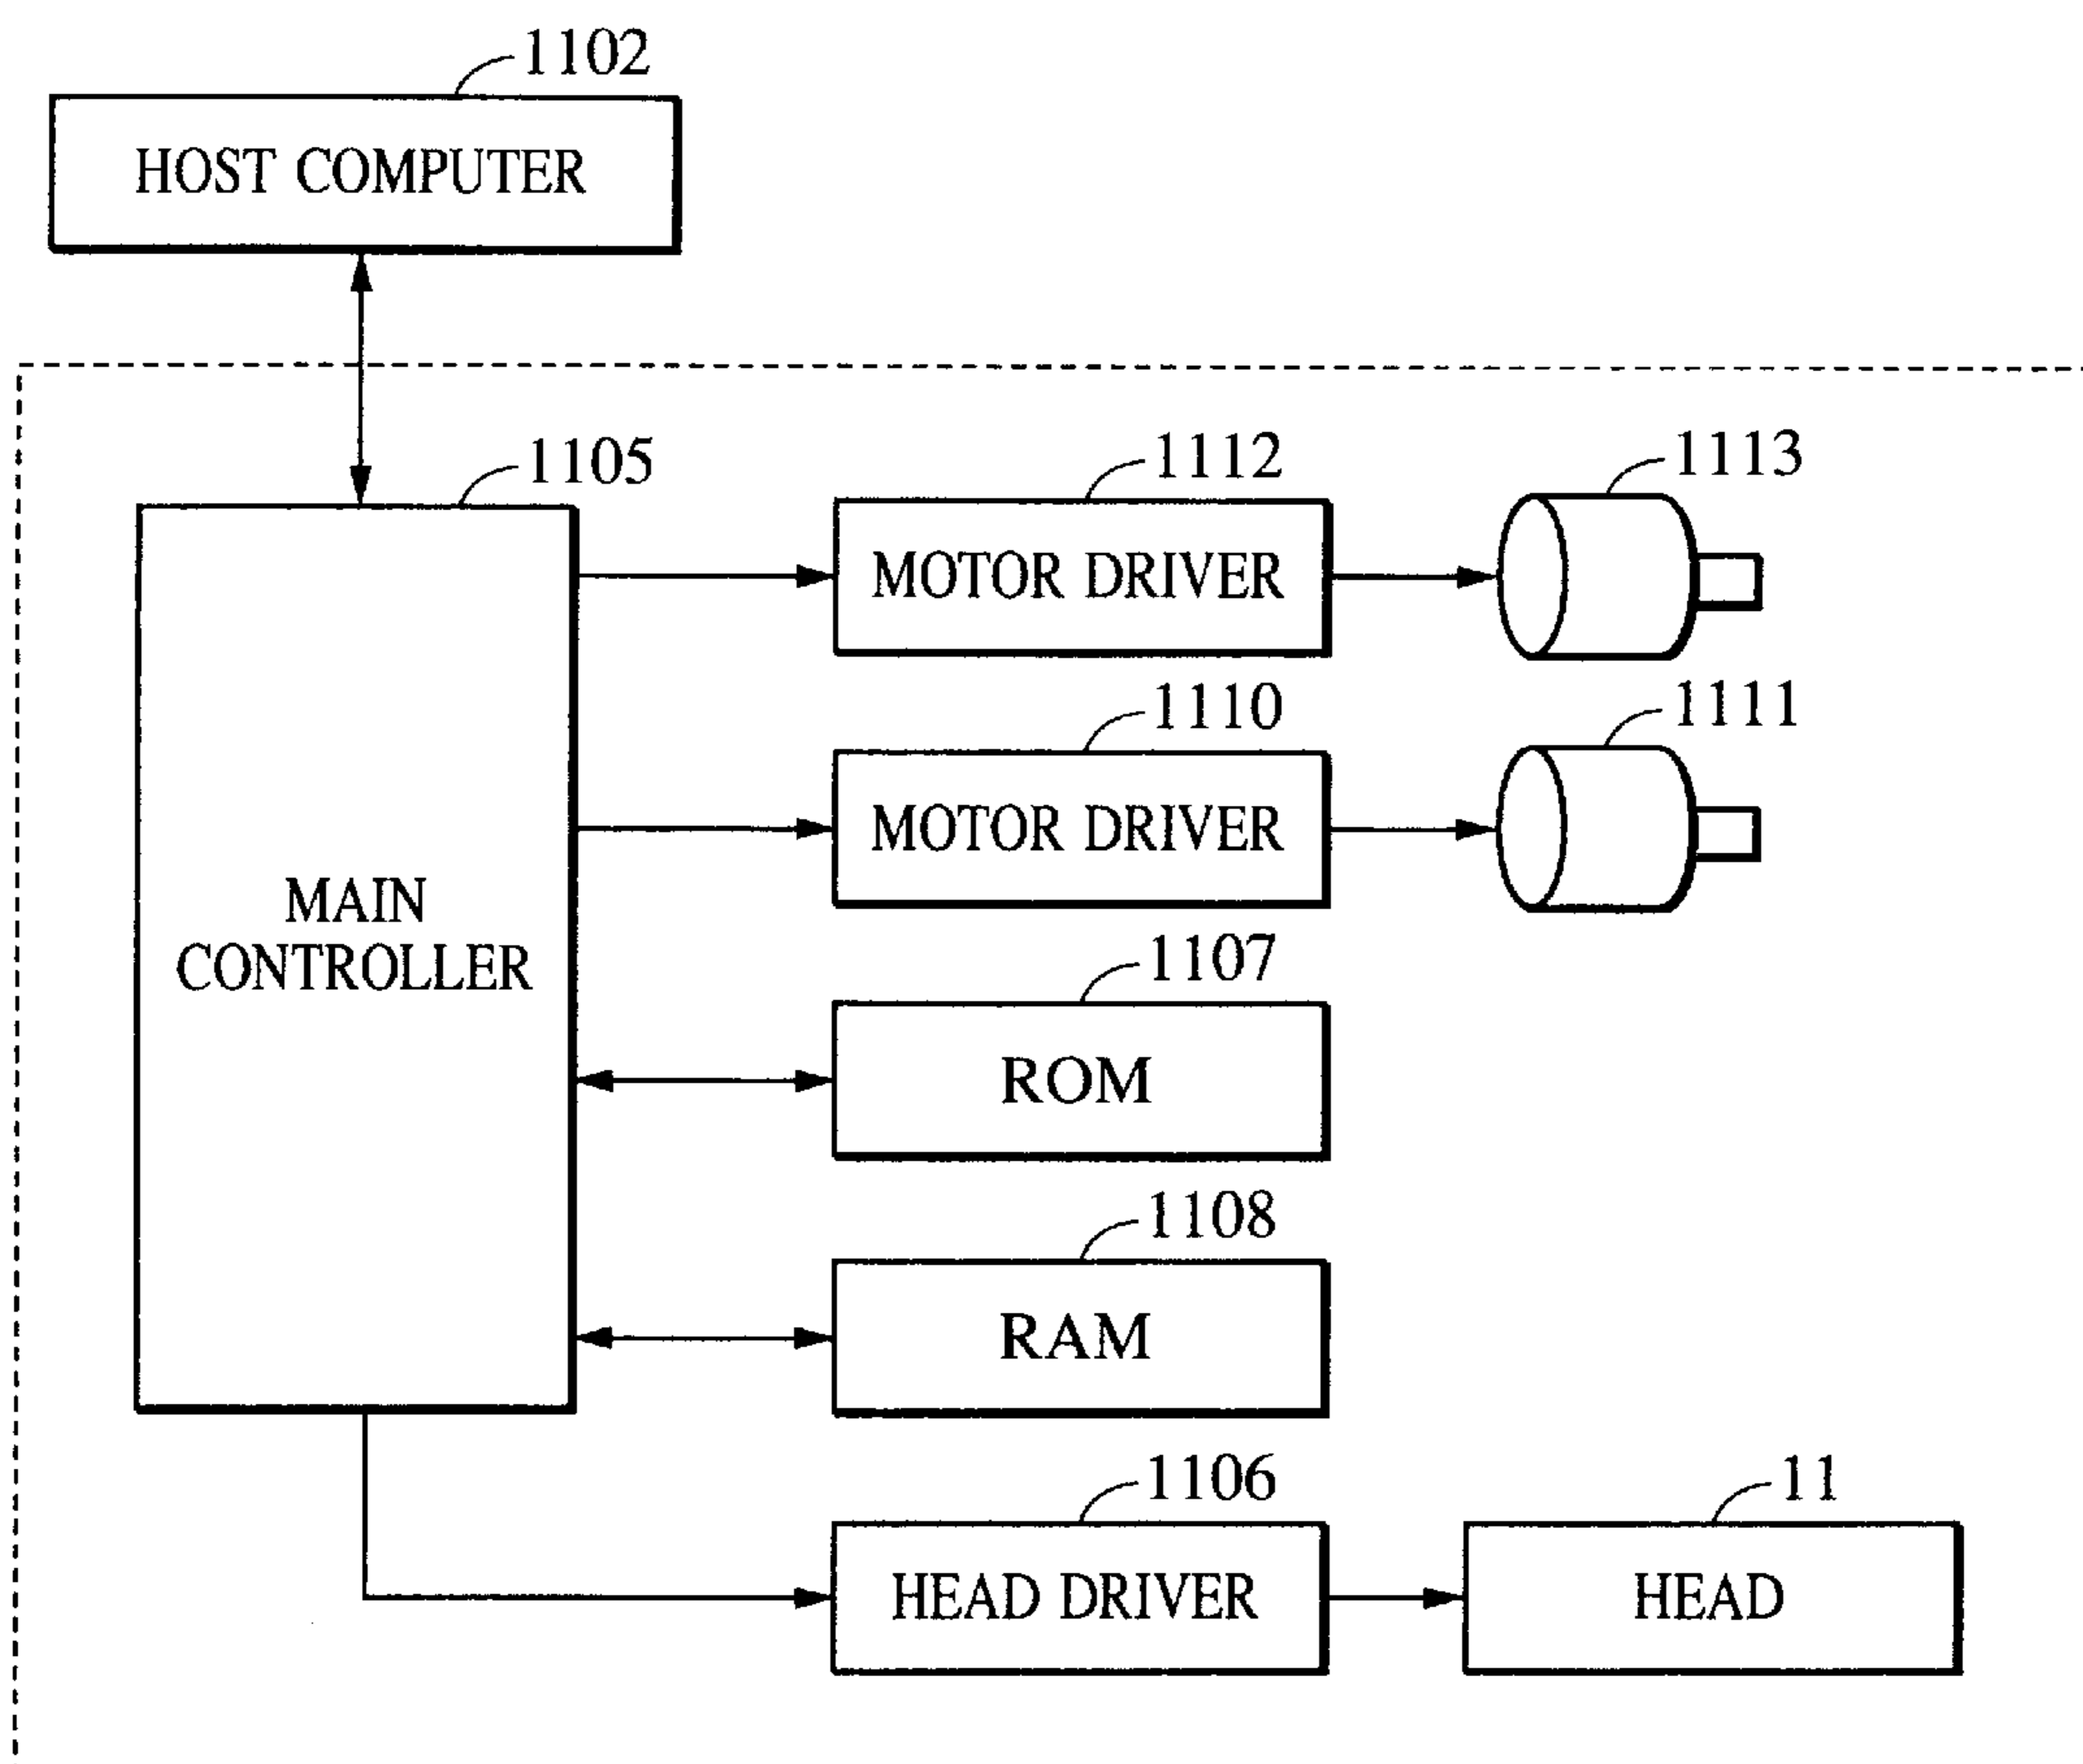 1102
HOST COMPUTER
1105
1112
1113
MOTOR DRIVER
1110
1111
MOTOR DRIVER
MAIN
CONTROLLER
1107
ROM
1108
RAM
1106
11
HEAD DRIVER
HEAD